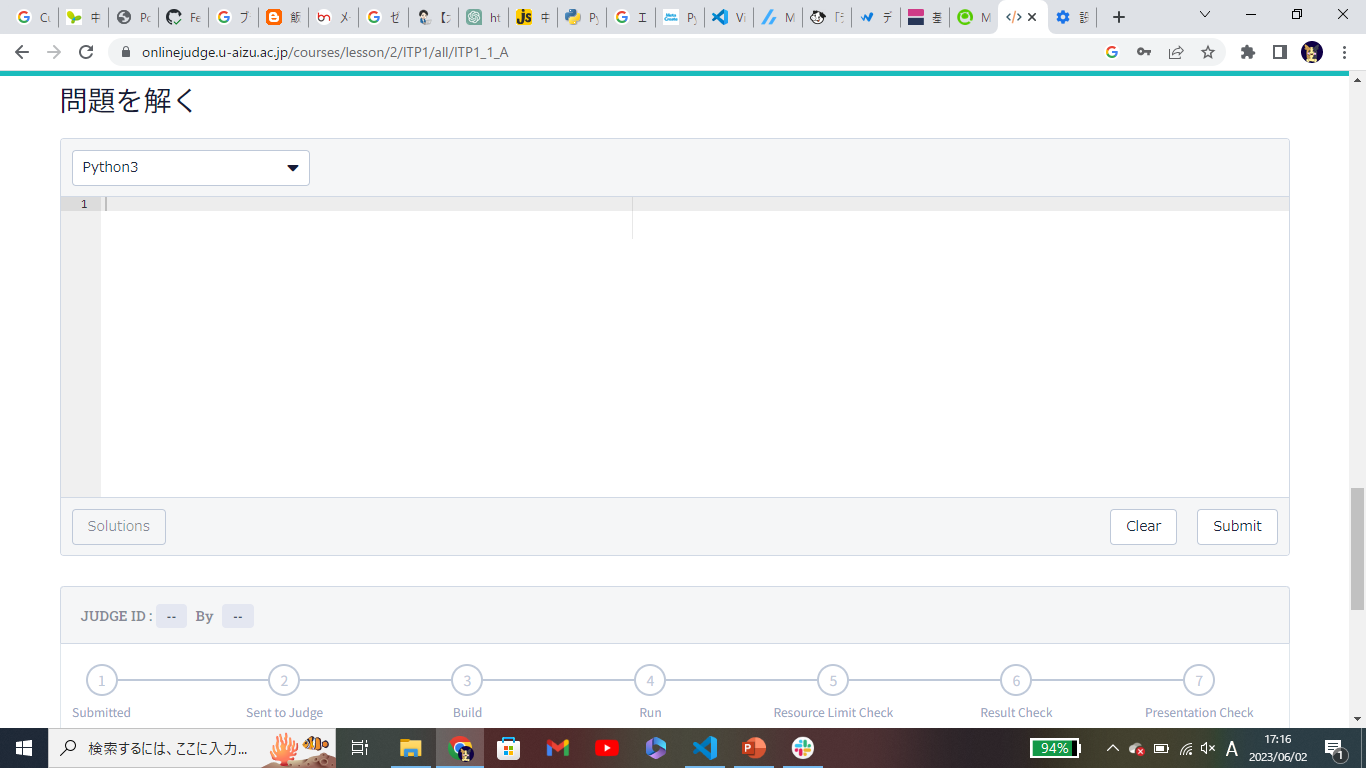 onlinejudge.u-aizu.ac.jp/courses/lesson/2/ITP1/all/ITP1_1_A
問題を解く
Python3
1
Solutions
Clear
Submit
JUDGE ID : -- By --
1 2 3 4 5 6 7
Submitted Sent to Judge Build Run Resource Limit Check Result Check Presentation Check
検索するには、ここに入力...
94%
A
17:16
2023/06/02
1